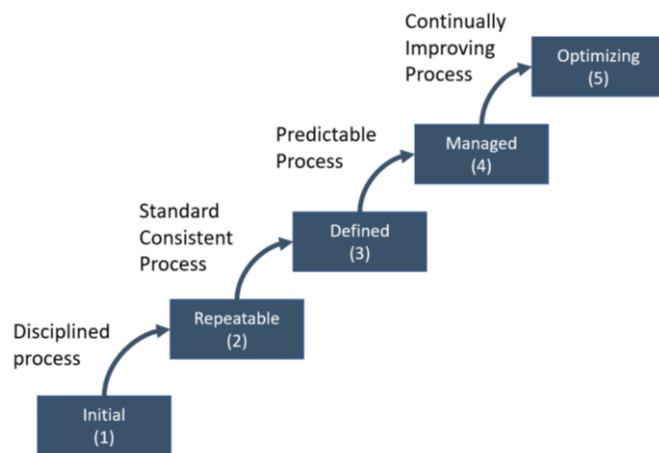 Continually
Improving
Process
Optimizing
(5)
Predictable
Process
Managed
(4)
Standard
Consistent
Process
Defined
(3)
Disciplined
process
Repeatable
(2)
Initial
(1)